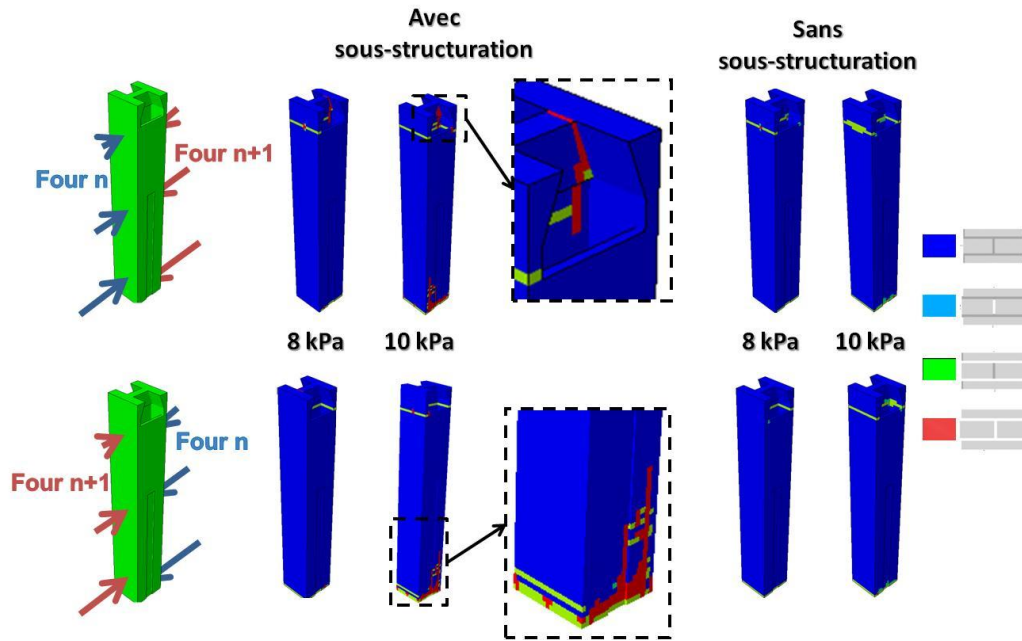 Avec
sous-structuration
Sans
sous-structuration
Four n+1
Four n
8 kPa
10 kPa
8 kPa
10 kPa
Four n
Four n+1